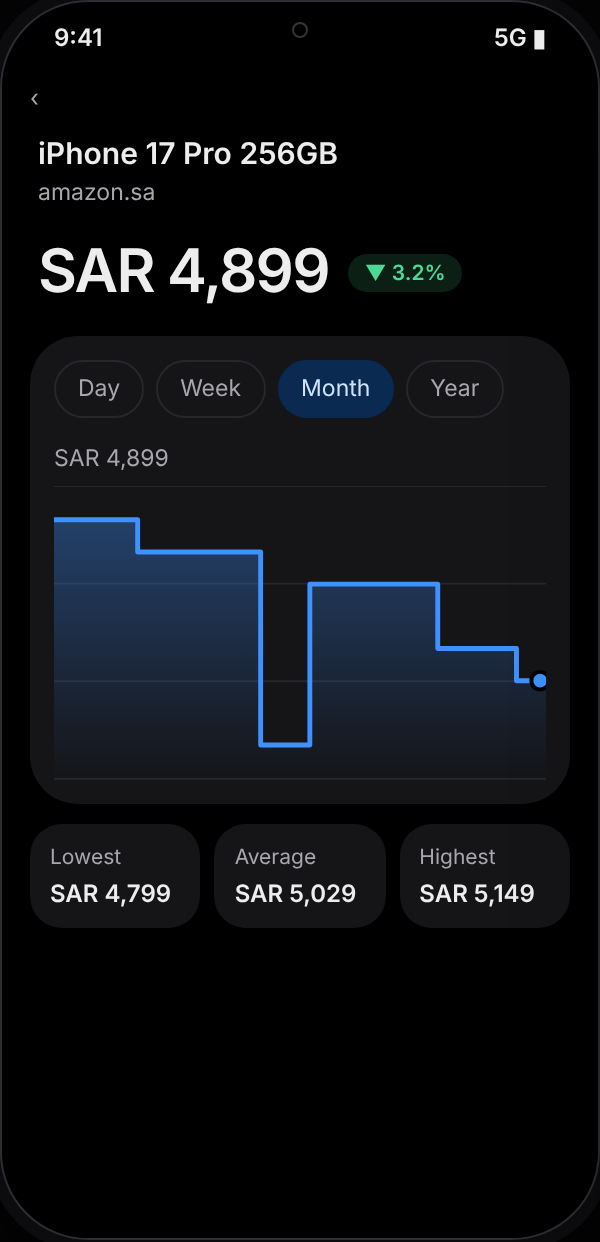 9:41 5G
‹
iPhone 17 Pro 256GB
amazon.sa
SAR 4,899 ▼ 3.2%
Day Week Month Year
SAR 4,899
Lowest Average Highest
SAR 4,799 SAR 5,029 SAR 5,149